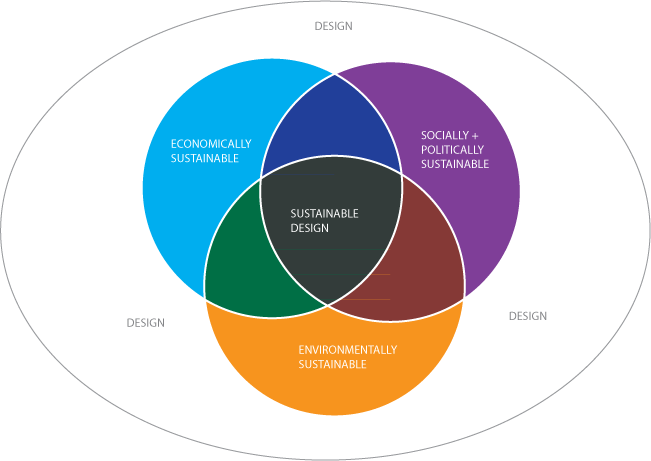 DESIGN
ECONOMICALLY
SUSTAINABLE
SOCIALLY +
POLITICALLY
SUSTAINABLE
SUSTAINABLE
DESIGN
DESIGN
DESIGN
ENVIRONMENTALLY
SUSTAINABLE